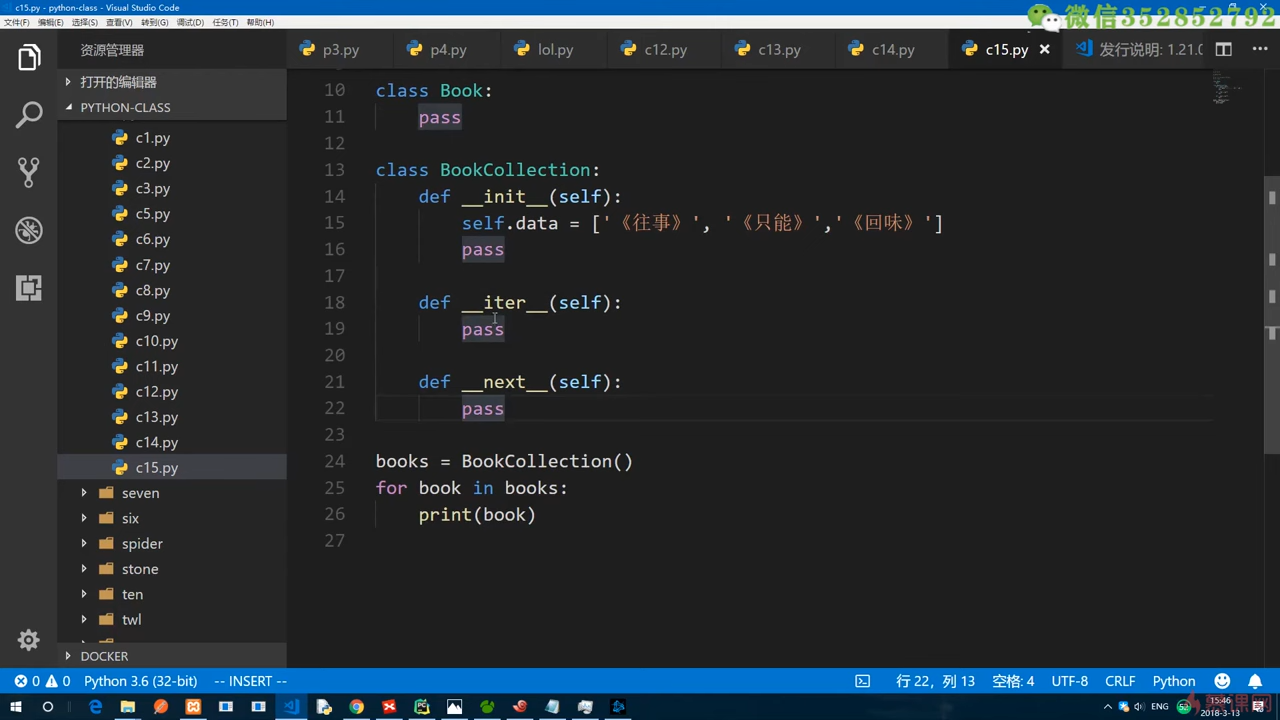 c15.py - python-class - Visual Studio Code
微信352852792
文件(F) 编辑(E) 选择(S) 查看(V) 转到(G) 调试(D) 任务(T) 帮助(H)
资源管理器
p3.py p4.py lol.py c12.py c13.py c14.py c15.py 发行说明: 1.21.0
打开的编辑器
PYTHON-CLASS
c1.py
c2.py
c3.py
c5.py
c6.py
c7.py
c8.py
c9.py
c10.py
c11.py
c12.py
c13.py
c14.py
c15.py
seven
six
spider
stone
ten
twl
DOCKER
10 class Book:
11 pass
12
13 class BookCollection:
14 def __init__(self):
15 self.data = ['《往事》', '《只能》','《回味》']
16 pass
17
18 def __iter__(self):
19 pass
20
21 def __next__(self):
22 pass
23
24 books = BookCollection()
25 for book in books:
26 print(book)
27
0 0 Python 3.6 (32-bit) -- INSERT -- 行 22，列 13 空格: 4 UTF-8 CRLF Python
15:46
2018-3-13